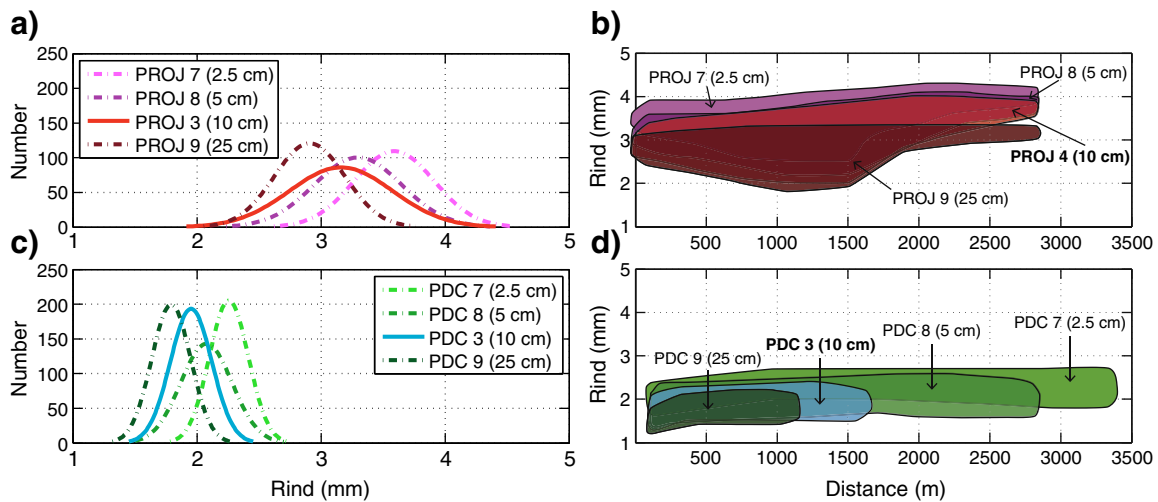 a)
250
200
150
100
50
0
Number
PROJ 7 (2.5 cm)
PROJ 8 (5 cm)
PROJ 3 (10 cm)
PROJ 9 (25 cm)
1 2 3 4 5
b)
5
4
3
2
1
Rind (mm)
PROJ 7 (2.5 cm)
PROJ 8 (5 cm)
PROJ 4 (10 cm)
PROJ 9 (25 cm)
500 1000 1500 2000 2500 3000 3500
c)
250
200
150
100
50
0
Number
PDC 7 (2.5 cm)
PDC 8 (5 cm)
PDC 3 (10 cm)
PDC 9 (25 cm)
1 2 3 4 5
Rind (mm)
d)
5
4
3
2
1
Rind (mm)
PDC 7 (2.5 cm)
PDC 8 (5 cm)
PDC 3 (10 cm)
PDC 9 (25 cm)
500 1000 1500 2000 2500 3000 3500
Distance (m)